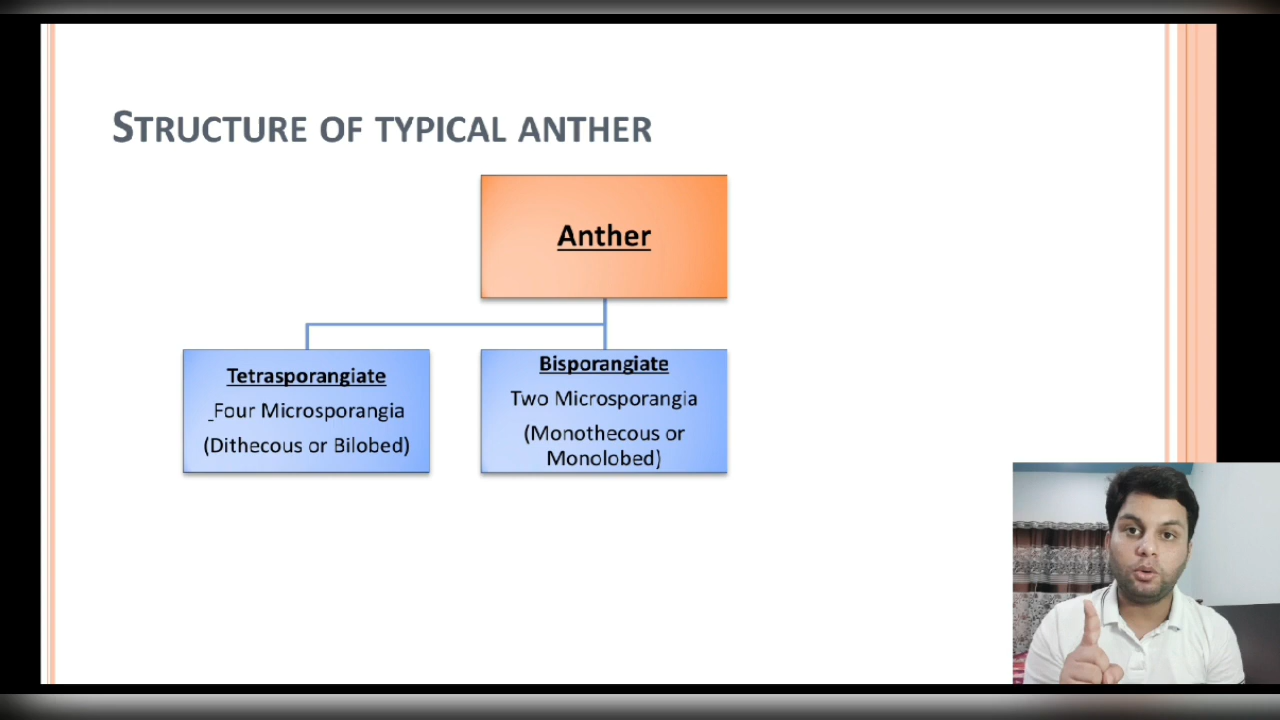 STRUCTURE OF TYPICAL ANTHER
Anther
Tetrasporangiate
Four Microsporangia
(Dithecous or Bilobed)
Bisporangiate
Two Microsporangia
(Monothecous or
Monolobed)